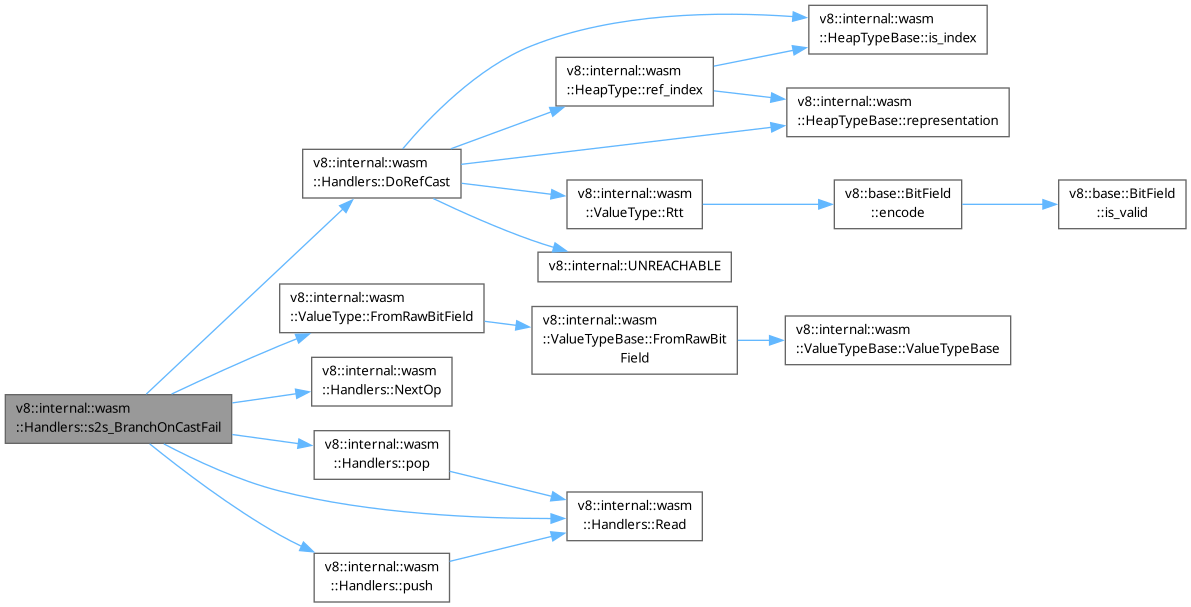 v8::internal::wasm
::HeapTypeBase::is_index
v8::internal::wasm
::HeapType::ref_index
v8::internal::wasm
::HeapTypeBase::representation
v8::internal::wasm
::Handlers::DoRefCast
v8::internal::wasm
::ValueType::Rtt
v8::base::BitField
::encode
v8::base::BitField
::is_valid
v8::internal::UNREACHABLE
v8::internal::wasm
::ValueType::FromRawBitField
v8::internal::wasm
::ValueTypeBase::FromRawBit
Field
v8::internal::wasm
::ValueTypeBase::ValueTypeBase
v8::internal::wasm
::Handlers::NextOp
v8::internal::wasm
::Handlers::s2s_BranchOnCastFail
v8::internal::wasm
::Handlers::pop
v8::internal::wasm
::Handlers::Read
v8::internal::wasm
::Handlers::push